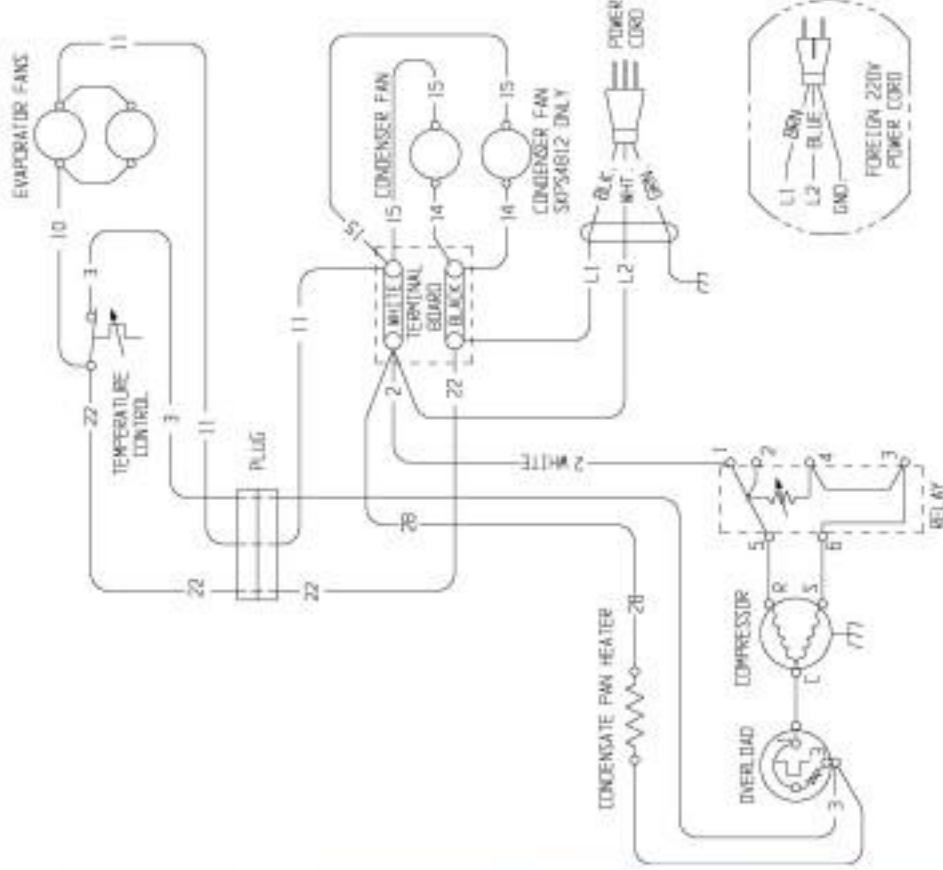 EVAPORATOR FANS
11
10
3
22
TEMPERATURE
CONTROL
3
11
PLUG
22
22
11
15
15
15
CONDENSER FAN
14
15
14
CONDENSER FAN
SKPS4812 ONLY
WHITE
TERMINAL
BOARD
BLACK
2
22
L1
L2
BLK
WHT
GRN
POWER
CORD
L1
BRN
L2
BLUE
GND
FOREIGN 220V
POWER CORD
2 WHITE
28
28
CONDENSATE PAN HEATER
1
2
4
3
5
6
RELAY
COMPRESSOR
R
S
C
OVERLOAD
1
3
3